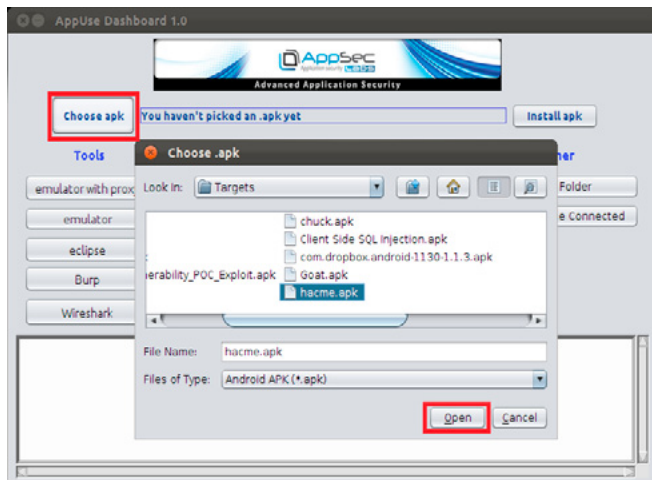 AppUse Dashboard 1.0
AppSec
LABS
Advanced Application Security
Choose apk
You haven't picked an .apk yet
Install apk
Tools
emulator with prox
emulator
eclipse
Burp
Wireshark
her
Folder
e Connected
Choose .apk
Look In:
Targets
chuck.apk
Client Side SQL Injection.apk
com.dropbox.android-1130-1.1.3.apk
nerability_POC_Exploit.apk
Goat.apk
hacme.apk
File Name:
hacme.apk
Files of Type:
Android APK (*.apk)
Open
Cancel